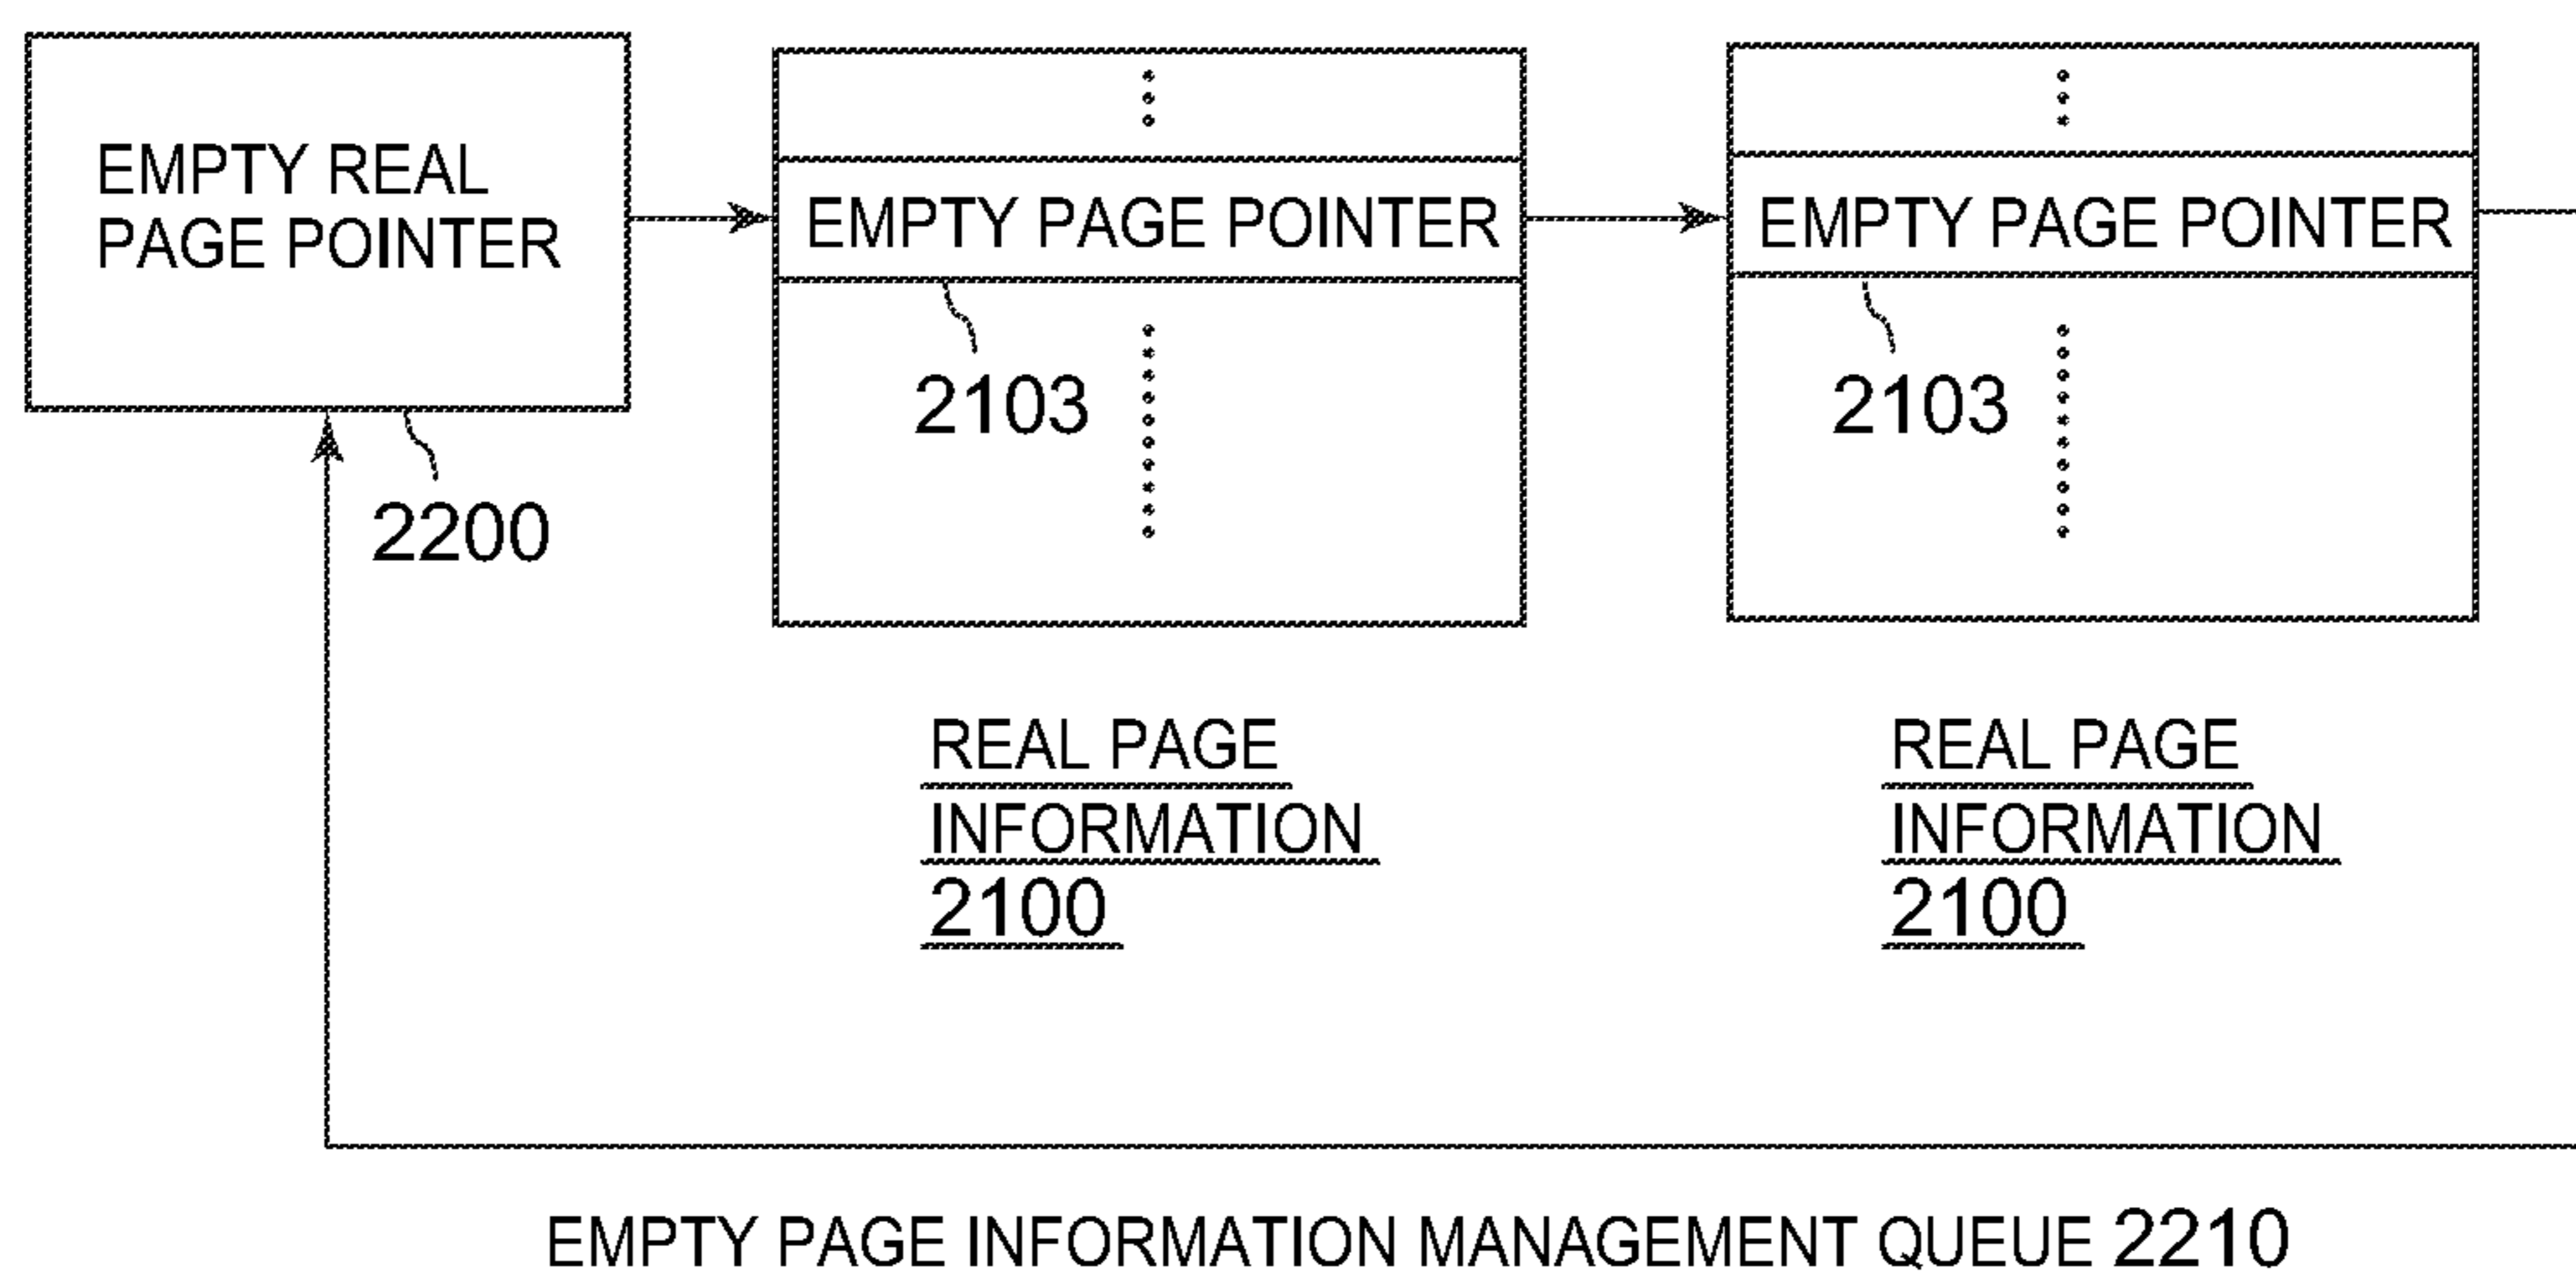 EMPTY REAL
PAGE POINTER
2200
EMPTY PAGE POINTER
2103
REAL PAGE
INFORMATION
2100
EMPTY PAGE POINTER
2103
REAL PAGE
INFORMATION
2100
EMPTY PAGE INFORMATION MANAGEMENT QUEUE 2210